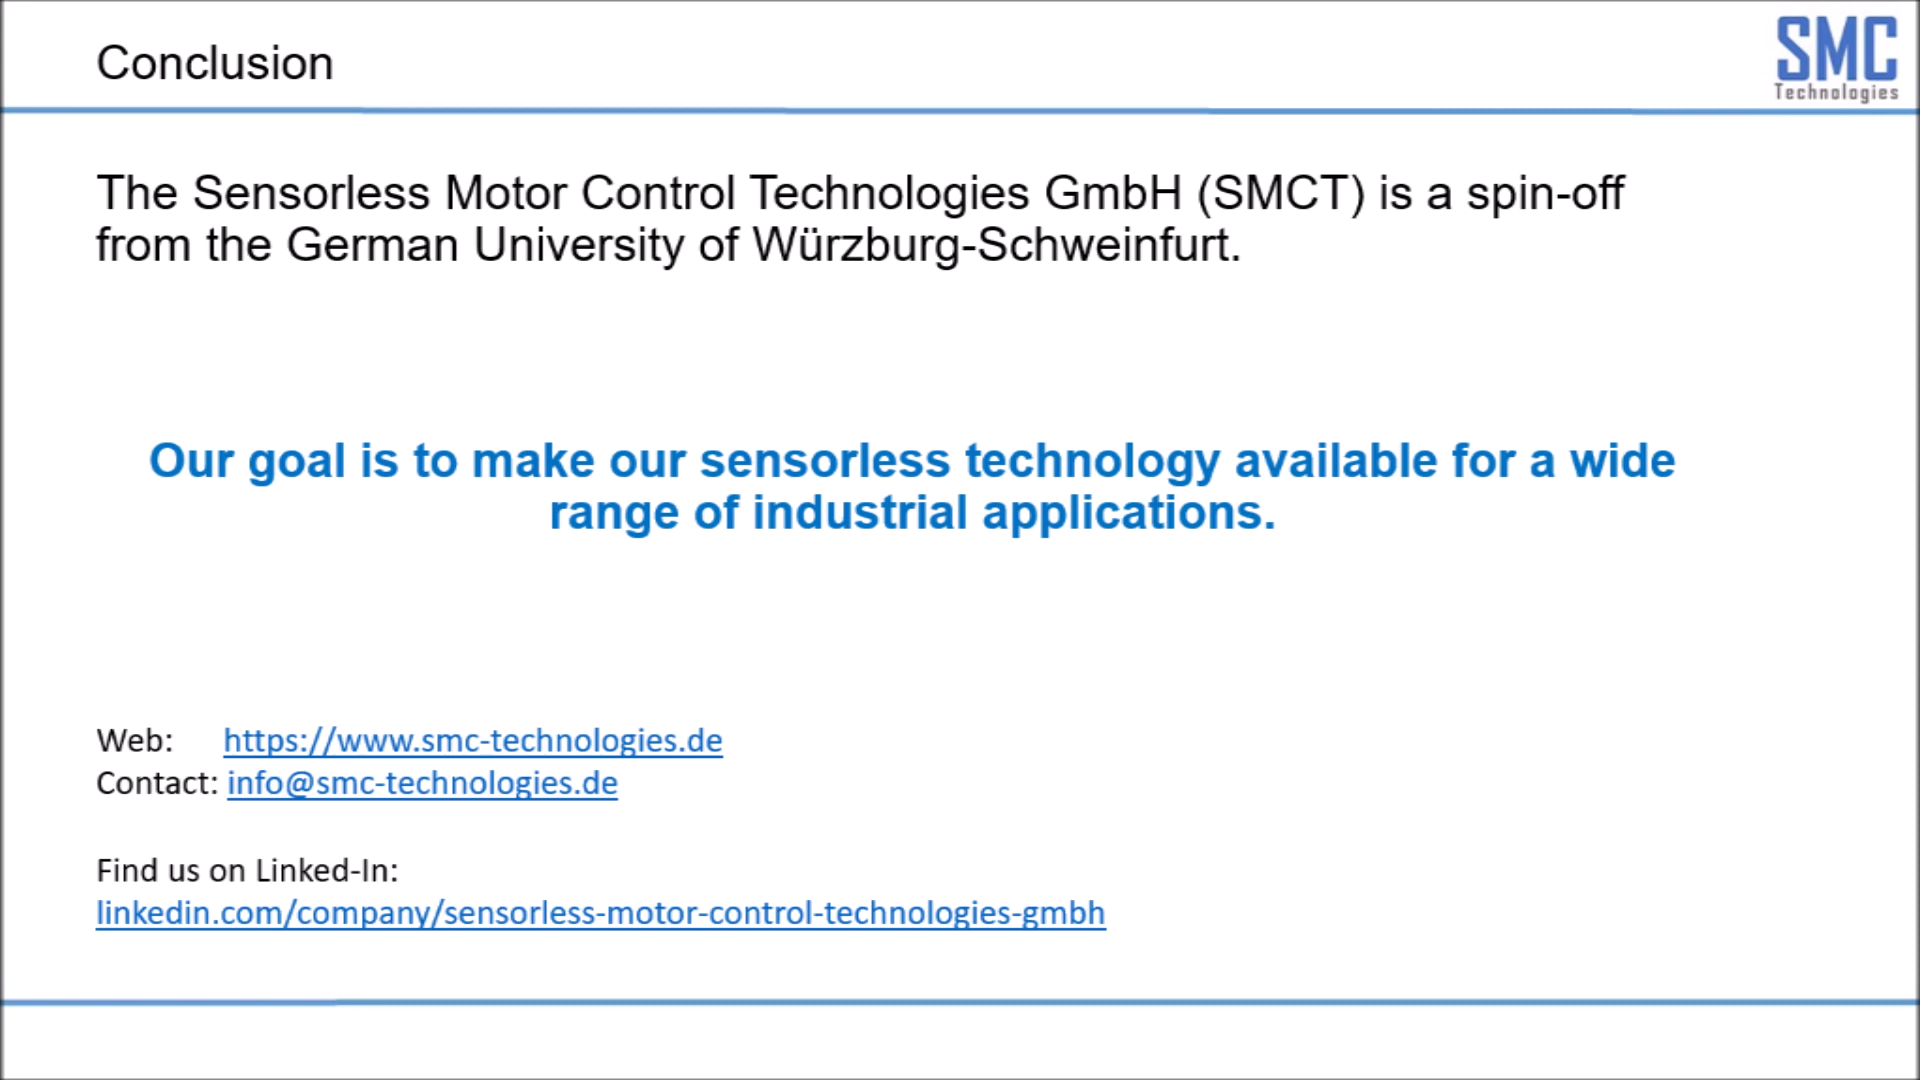 Conclusion
SMC
Technologies
The Sensorless Motor Control Technologies GmbH (SMCT) is a spin-off
from the German University of Würzburg-Schweinfurt.
Our goal is to make our sensorless technology available for a wide
range of industrial applications.
Web: https://www.smc-technologies.de
Contact: info@smc-technologies.de
Find us on Linked-In:
linkedin.com/company/sensorless-motor-control-technologies-gmbh